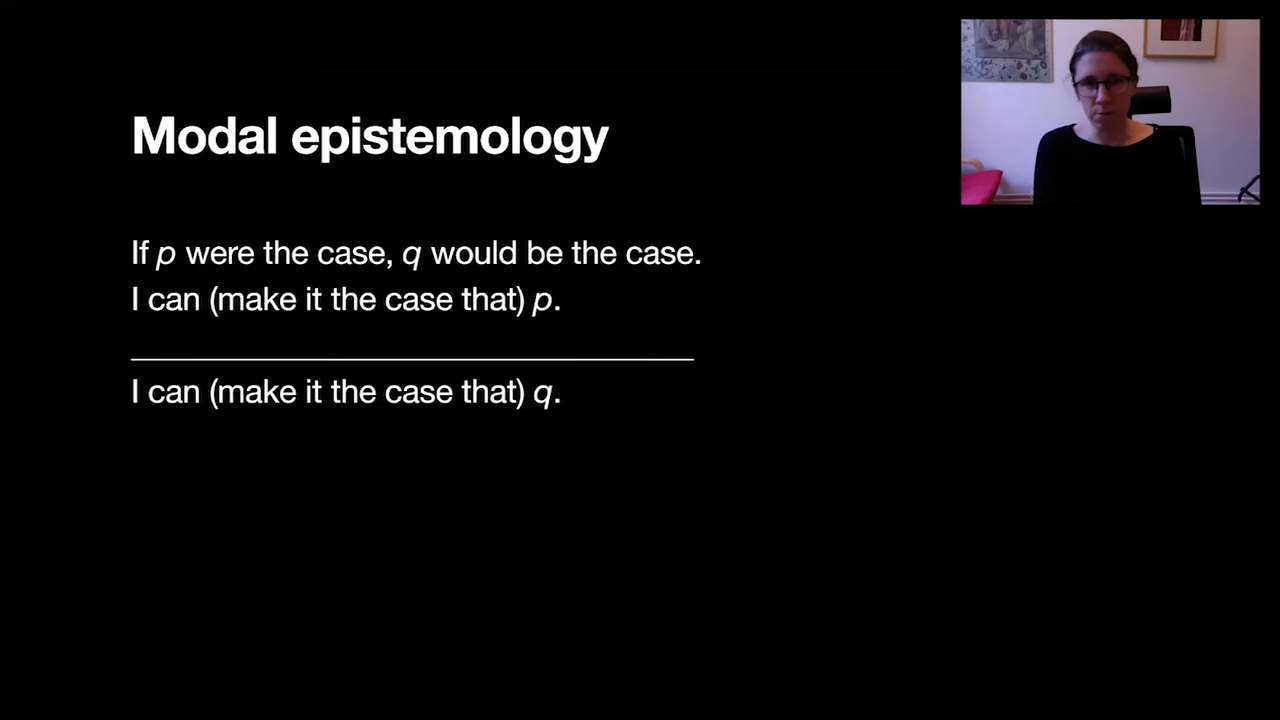 Modal epistemology
If p were the case, q would be the case.
I can (make it the case that) p.
I can (make it the case that) q.